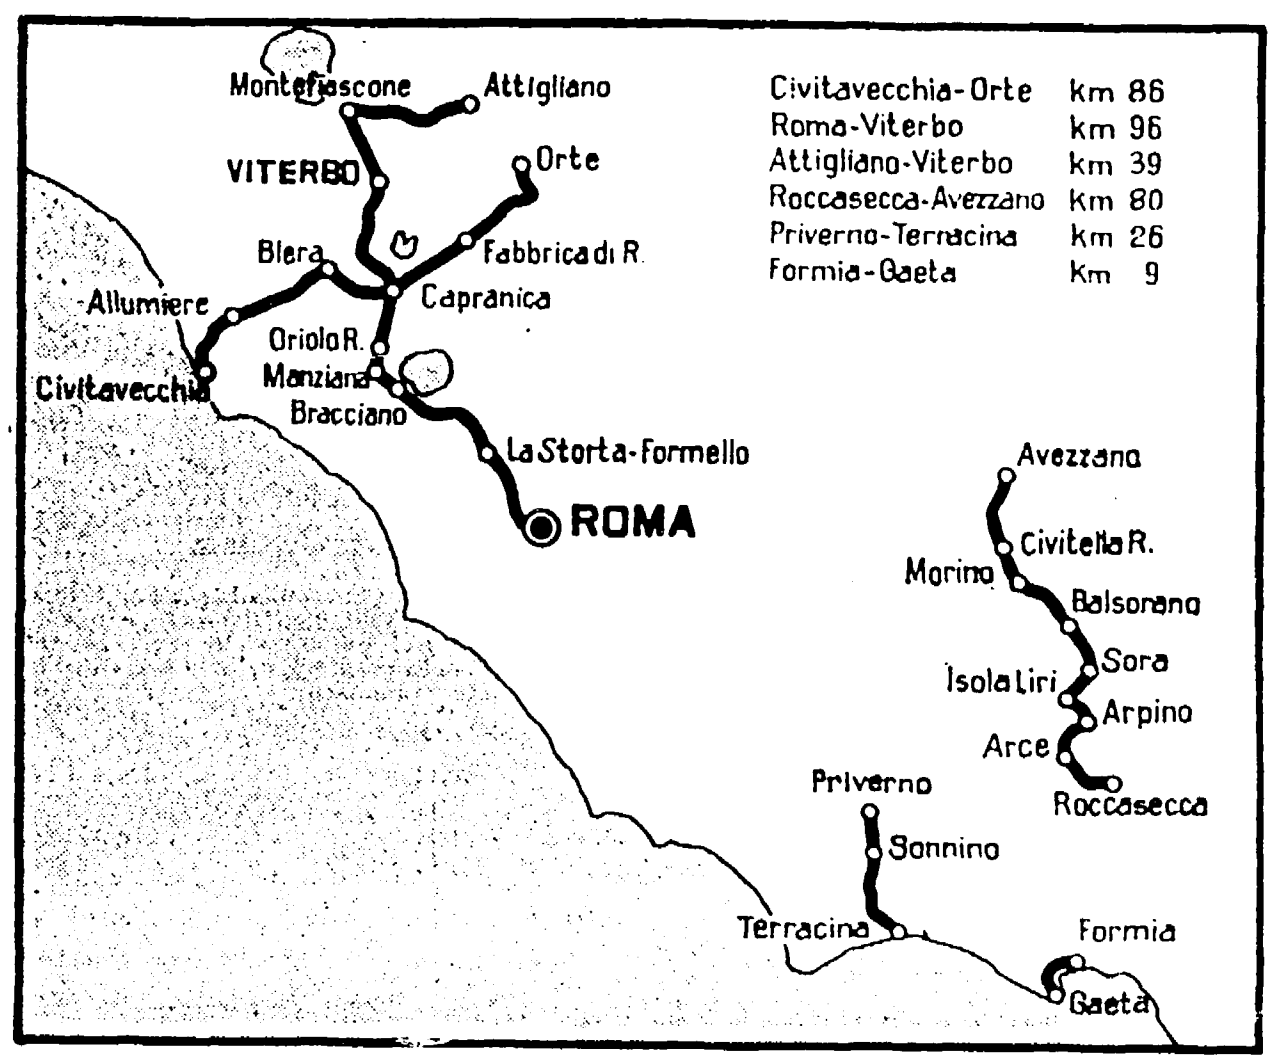 Montefiascone
Attigliano
VITERBO
Orte
Blera
Fabbrica di R.
Allumiere
Capranica
Oriolo R.
Manziana
Civitavecchia
Bracciano
La Storta-Formello
ROMA
Civitavecchia-Orte km 86
Roma-Viterbo km 96
Attigliano-Viterbo km 39
Roccasecca-Avezzano km 80
Priverno-Terracina km 26
Formia-Gaeta km 9
Avezzano
Civitella R.
Morino
Balsorano
Sora
Isola Liri
Arpino
Arce
Roccasecca
Priverno
Sonnino
Terracina
Formia
Gaeta